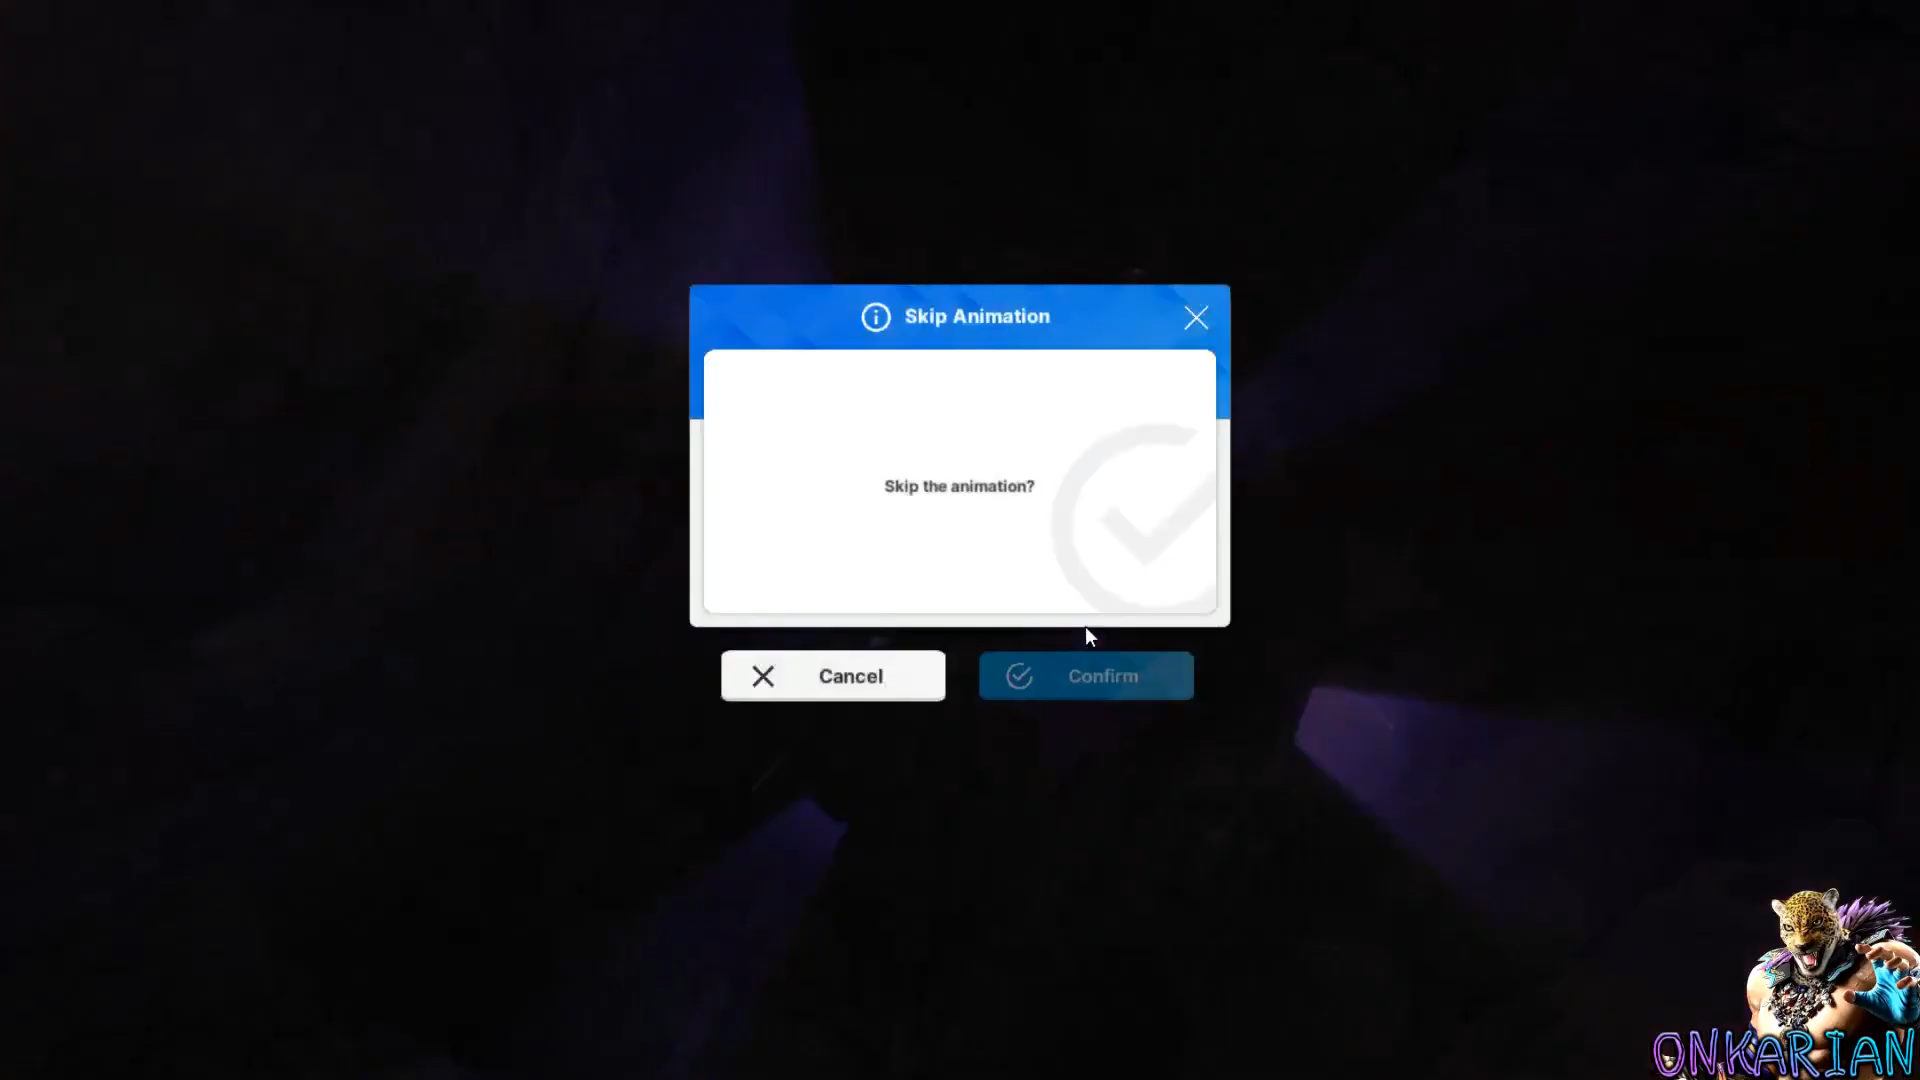 Skip Animation
Skip the animation?
Cancel
Confirm
ONKARIAN